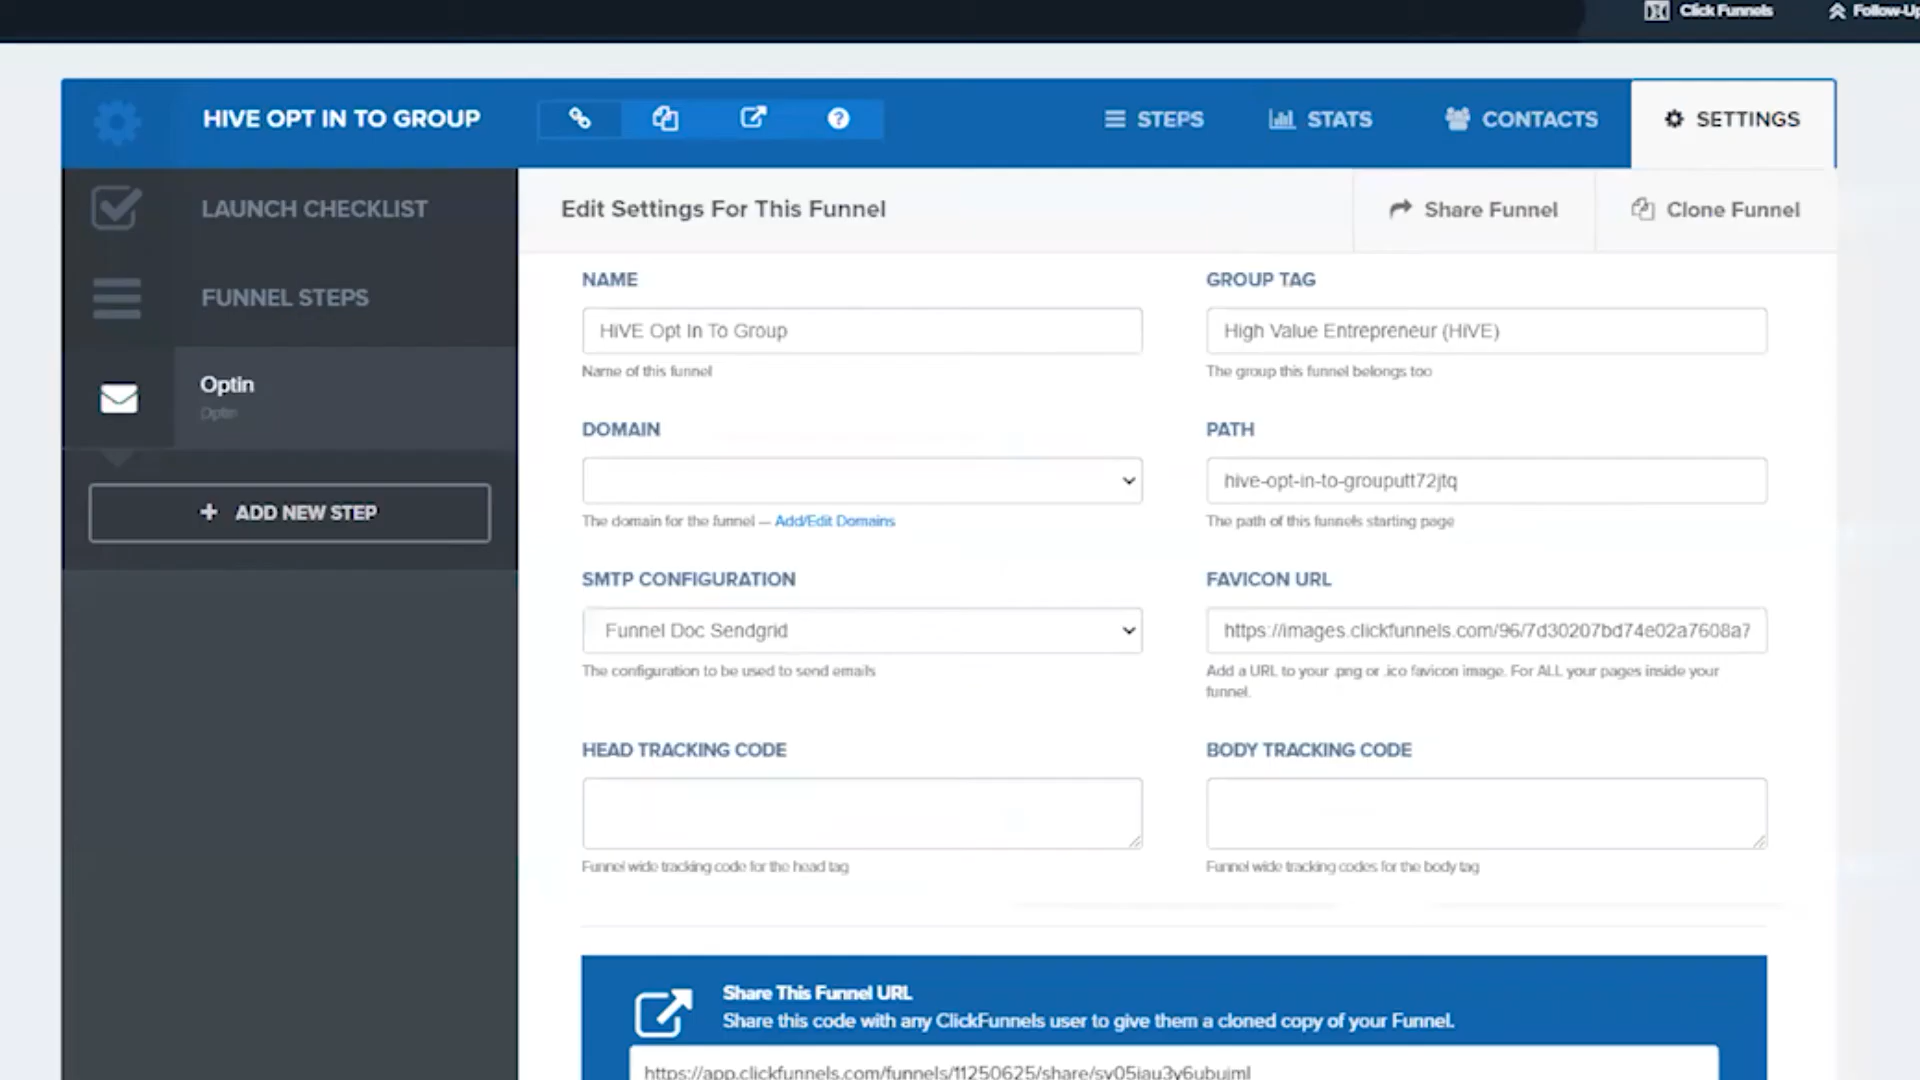 Click Funnels
Follow-Up
HIVE OPT IN TO GROUP
STEPS
STATS
CONTACTS
SETTINGS
LAUNCH CHECKLIST
FUNNEL STEPS
Optin
Optin
+ ADD NEW STEP
Edit Settings For This Funnel
Share Funnel
Clone Funnel
NAME
HiVE Opt In To Group
Name of this funnel
GROUP TAG
High Value Entrepreneur (HiVE)
The group this funnel belongs too
DOMAIN
The domain for the funnel — Add/Edit Domains
PATH
hive-opt-in-to-grouputt72jtq
The path of this funnels starting page
SMTP CONFIGURATION
Funnel Doc Sendgrid
The configuration to be used to send emails
FAVICON URL
https://images.clickfunnels.com/96/7d30207bd74e02a7608a7
Add a URL to your .png or .ico favicon image. For ALL your pages inside your
funnel.
HEAD TRACKING CODE
Funnel wide tracking code for the head tag
BODY TRACKING CODE
Funnel wide tracking codes for the body tag
Share This Funnel URL
Share this code with any ClickFunnels user to give them a cloned copy of your Funnel.